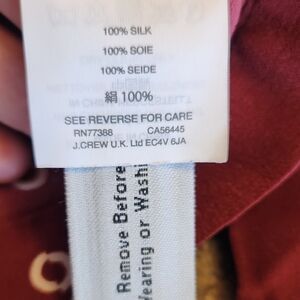 100% SILK
100% SOIE
100% SEIDE
絹 100%
SEE REVERSE FOR CARE
RN77388 CA56445
J.CREW U.K. Ltd EC4V 6JA
Remove Before
Wearing or Washi